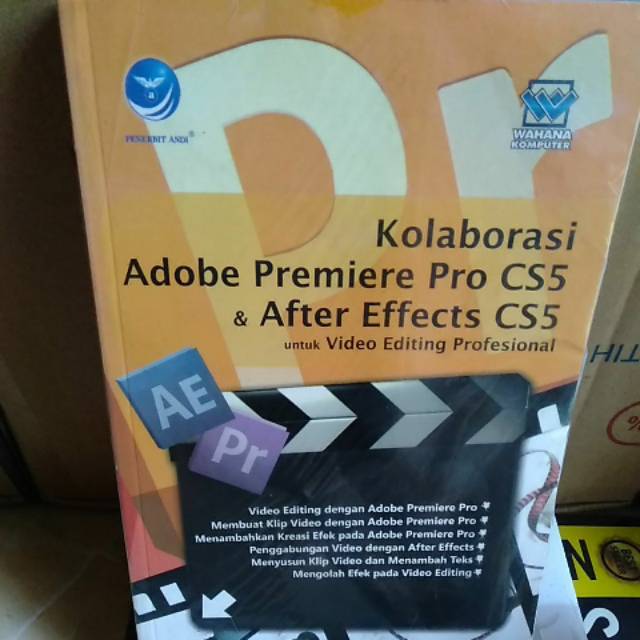 Pr
a
PENERBIT ANDI®
WAHANA
KOMPUTER
Kolaborasi
Adobe Premiere Pro CS5
& After Effects CS5
untuk Video Editing Profesional
AE
Pr
Video Editing dengan Adobe Premiere Pro
Membuat Klip Video dengan Adobe Premiere Pro
Menambahkan Kreasi Efek pada Adobe Premiere Pro
Penggabungan Video dengan After Effects
Menyusun Klip Video dan Menambah Teks
Mengolah Efek pada Video Editing